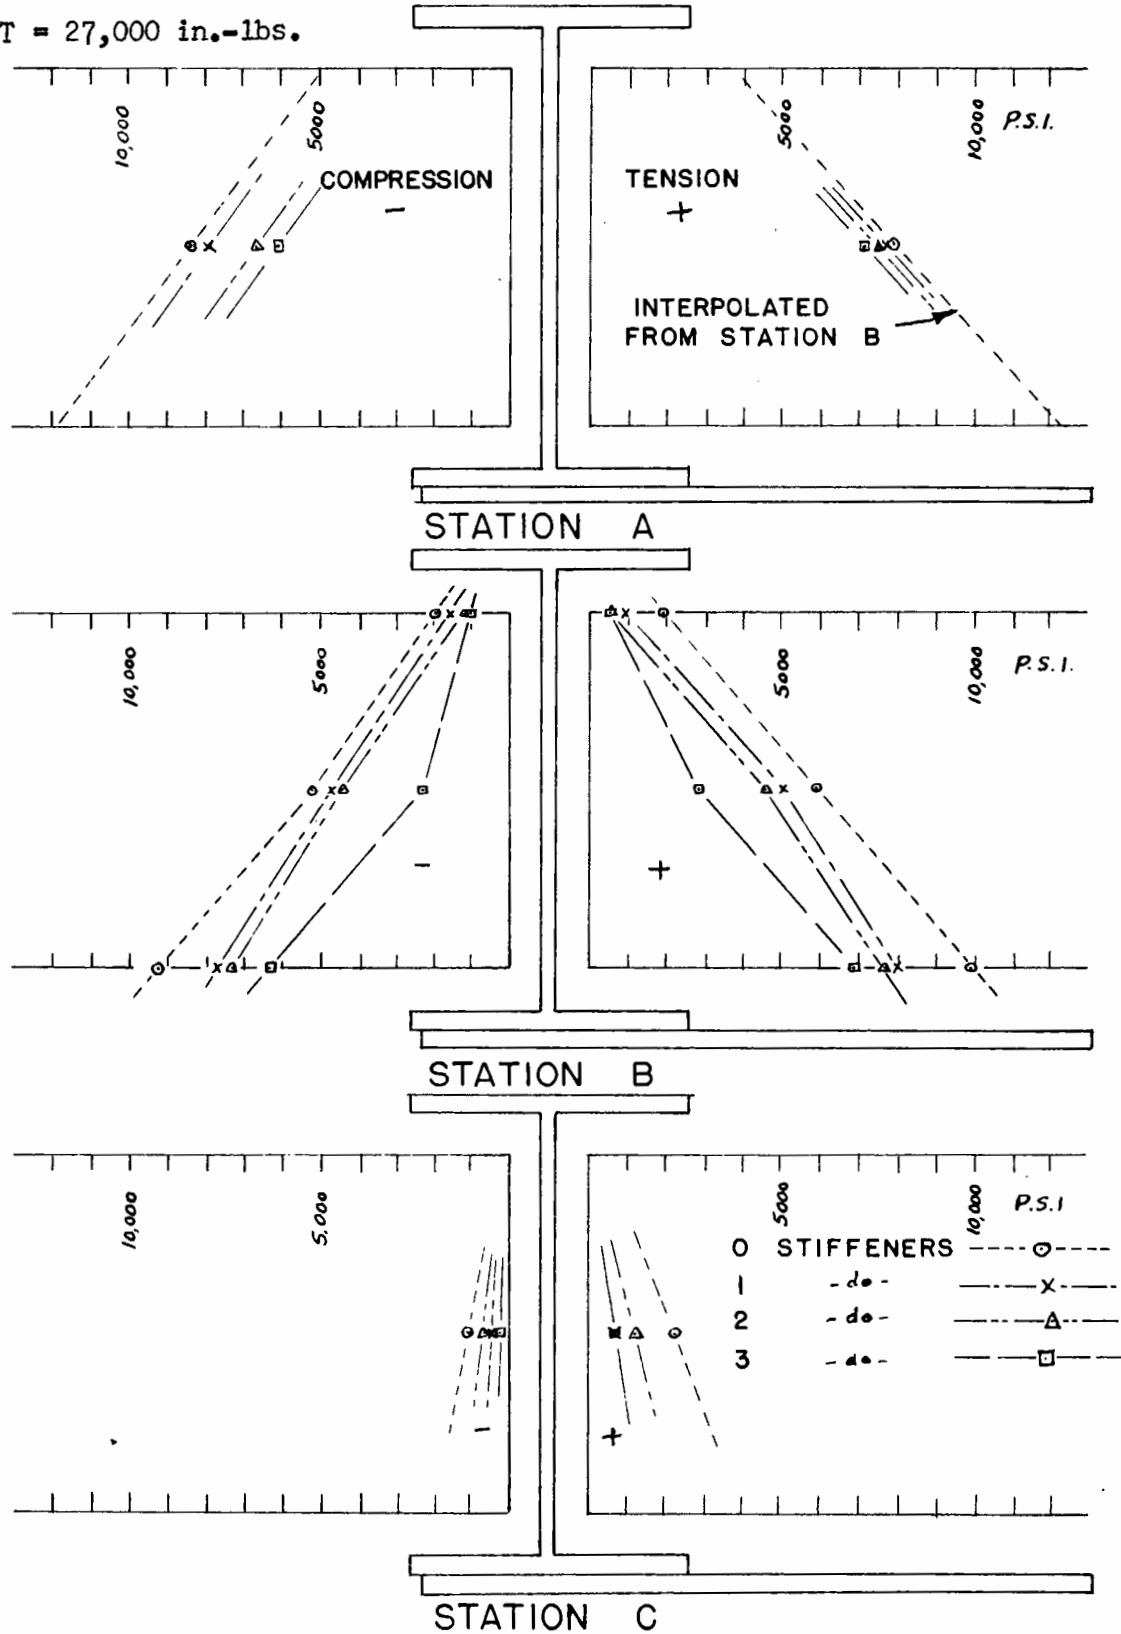 T = 27,000 in.-lbs.
10,000
5000
5000
10,000
P.S.I.
COMPRESSION
−
TENSION
+
INTERPOLATED
FROM STATION B
STATION A
10,000
5000
5000
10,000
P.S.I.
−
+
STATION B
10,000
5,000
5000
10,000
P.S.I
0 STIFFENERS
1 -do-
2 -do-
3 -do-
−
+
STATION C